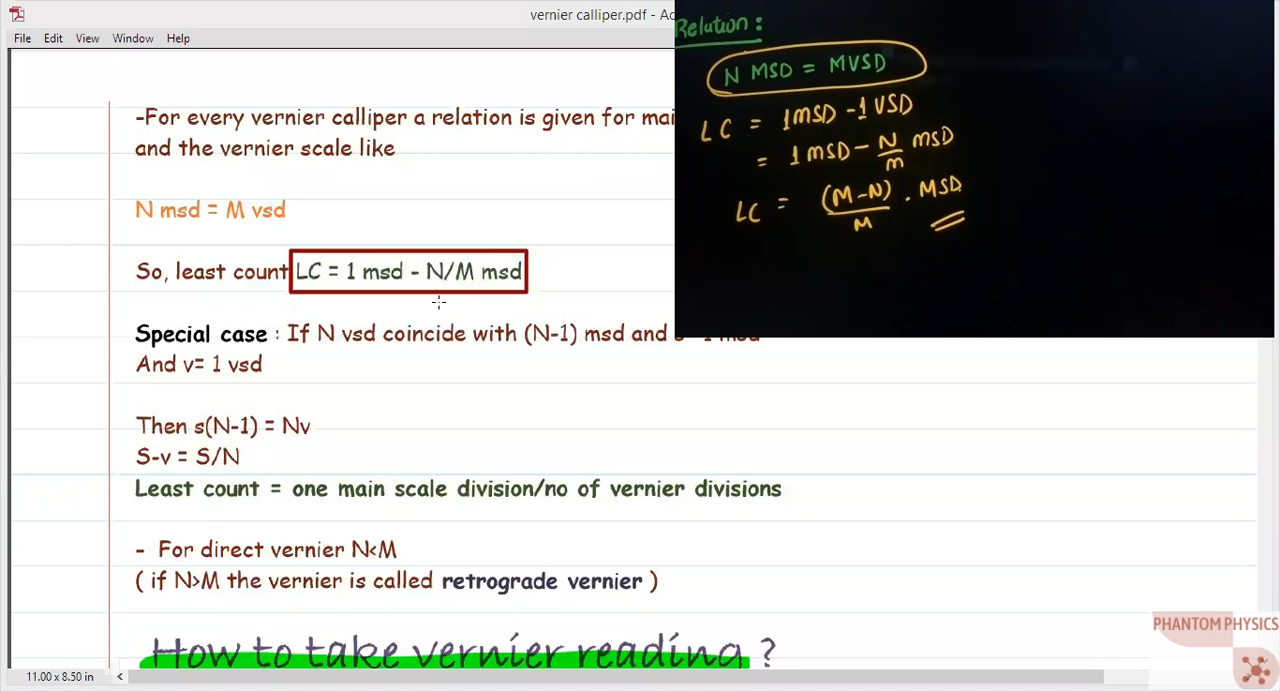 vernier calliper.pdf - Ac
File Edit View Window Help
-For every vernier calliper a relation is given for mai
and the vernier scale like
N msd = M vsd
So, least count LC = 1 msd - N/M msd
Special case : If N vsd coincide with (N-1) msd and
And v= 1 vsd
Then s(N-1) = Nv
S-v = S/N
Least count = one main scale division/no of vernier divisions
- For direct vernier N<M
( if N>M the vernier is called retrograde vernier )
How to take vernier reading ?
11.00 x 8.50 in
Relation :
N MSD = MVSD
LC = 1MSD - 1VSD
= 1MSD - N/M MSD
LC = (M-N)/M . MSD
PHANTOM PHYSICS